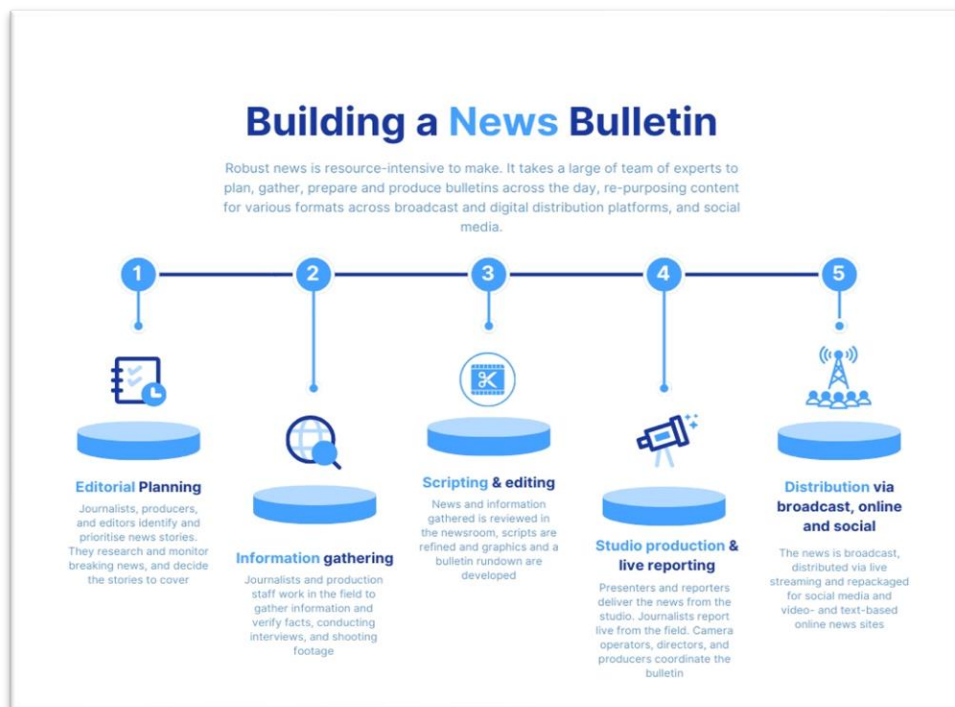 Building a News Bulletin
Robust news is resource-intensive to make. It takes a large of team of experts to
plan, gather, prepare and produce bulletins across the day, re-purposing content
for various formats across broadcast and digital distribution platforms, and social
media.
1
2
3
4
5
Editorial Planning
Journalists, producers,
and editors identify and
prioritise news stories.
They research and monitor
breaking news, and decide
the stories to cover
Information gathering
Journalists and production
staff work in the field to
gather information and
verify facts, conducting
interviews, and shooting
footage
Scripting & editing
News and information
gathered is reviewed in
the newsroom, scripts are
refined and graphics and a
bulletin rundown are
developed
Studio production &
live reporting
Presenters and reporters
deliver the news from the
studio. Journalists report
live from the field. Camera
operators, directors, and
producers coordinate the
bulletin
Distribution via
broadcast, online
and social
The news is broadcast,
distributed via live
streaming and repackaged
for social media and
video- and text-based
online news sites